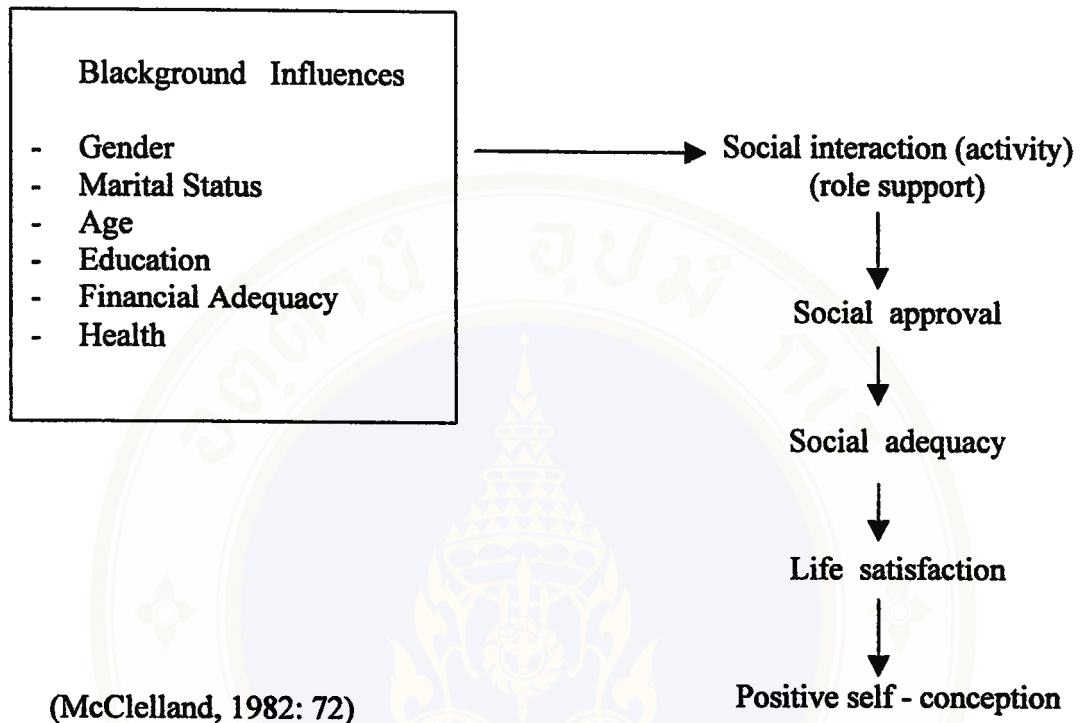 Blackground Influences
- Gender
- Marital Status
- Age
- Education
- Financial Adequacy
- Health
Social interaction (activity)
(role support)
Social approval
Social adequacy
Life satisfaction
Positive self - conception
(McClelland, 1982: 72)